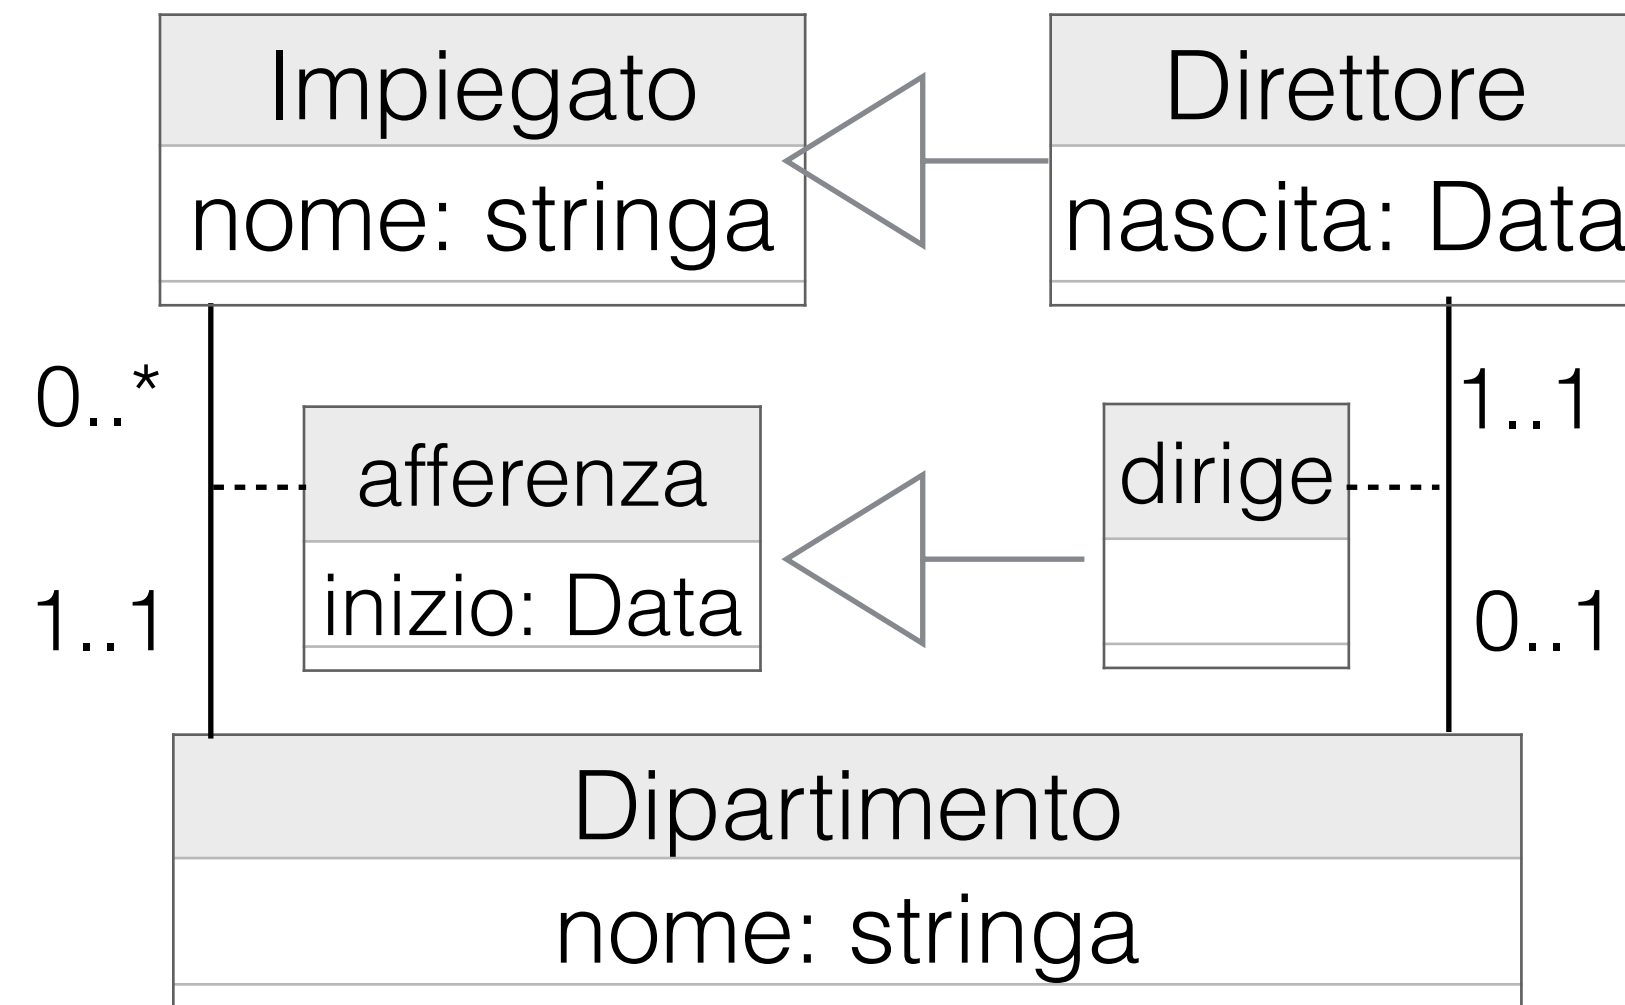 Impiegato
Direttore
nome: stringa
nascita: Data
0..*
1..1
afferenza
dirige
inizio: Data
1..1
0..1
Dipartimento
nome: stringa